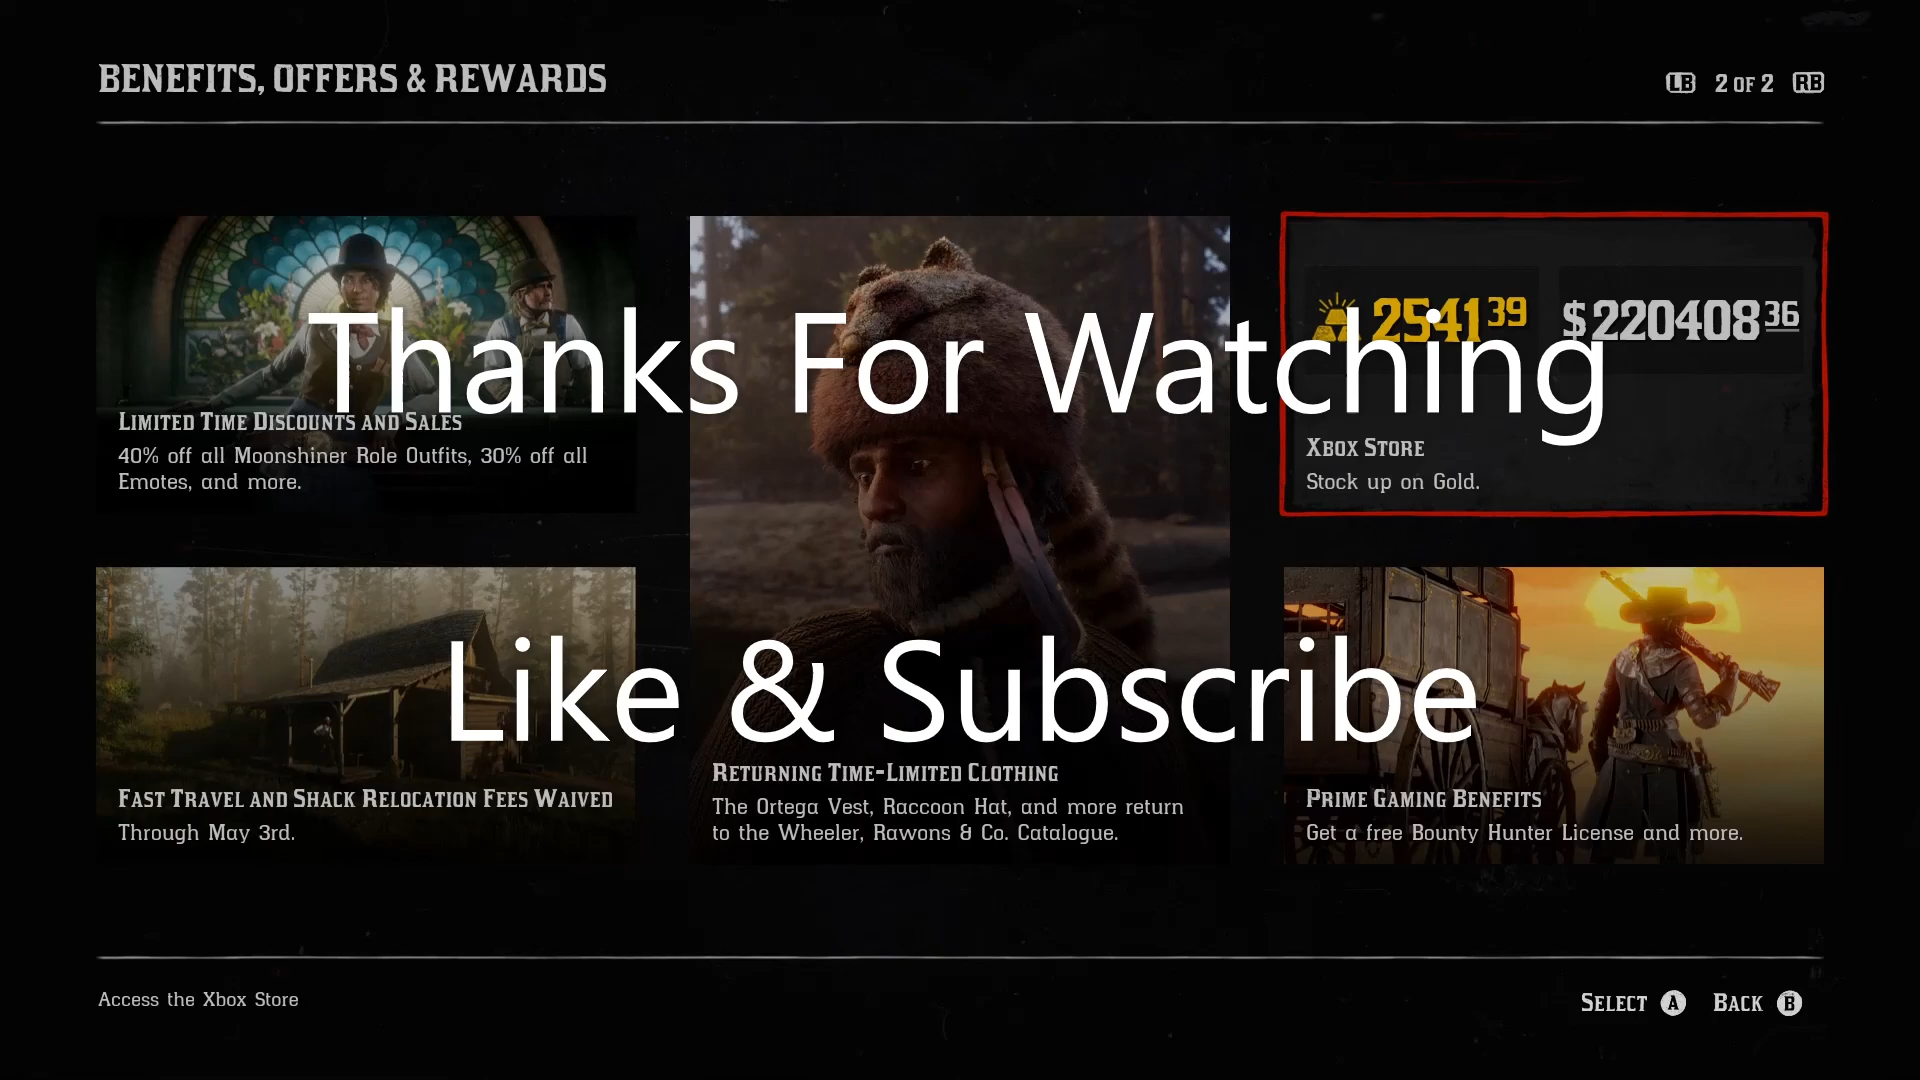 BENEFITS, OFFERS & REWARDS
LB 2 OF 2 RB
2541 39 $220408 36
Thanks For Watching
LIMITED TIME DISCOUNTS AND SALES
40% off all Moonshiner Role Outfits, 30% off all
Emotes, and more.
XBOX STORE
Stock up on Gold.
Like & Subscribe
FAST TRAVEL AND SHACK RELOCATION FEES WAIVED
Through May 3rd.
RETURNING TIME-LIMITED CLOTHING
The Ortega Vest, Raccoon Hat, and more return
to the Wheeler, Rawons & Co. Catalogue.
PRIME GAMING BENEFITS
Get a free Bounty Hunter License and more.
Access the Xbox Store
SELECT A BACK B